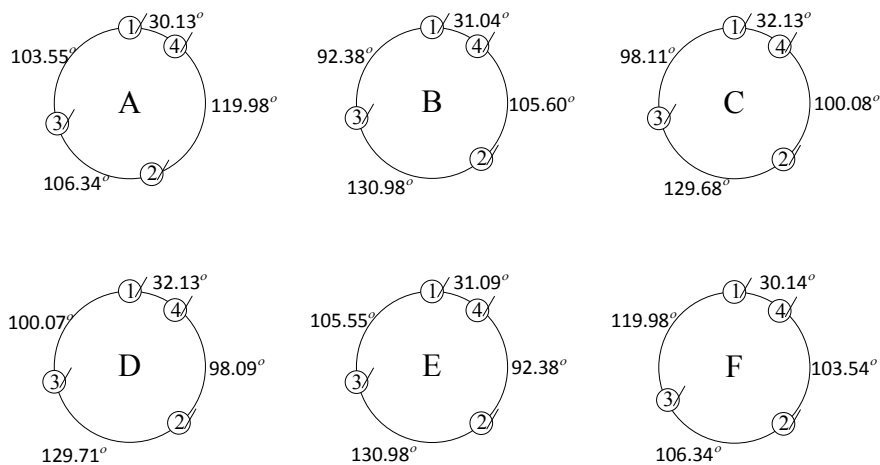 1 30.13° 4
103.55° A 119.98°
3 2
106.34°
1 31.04° 4
92.38° B 105.60°
3 2
130.98°
1 32.13° 4
98.11° C 100.08°
3 2
129.68°
1 32.13° 4
100.07° D 98.09°
3 2
129.71°
1 31.09° 4
105.55° E 92.38°
3 2
130.98°
1 30.14° 4
119.98° F 103.54°
3 2
106.34°